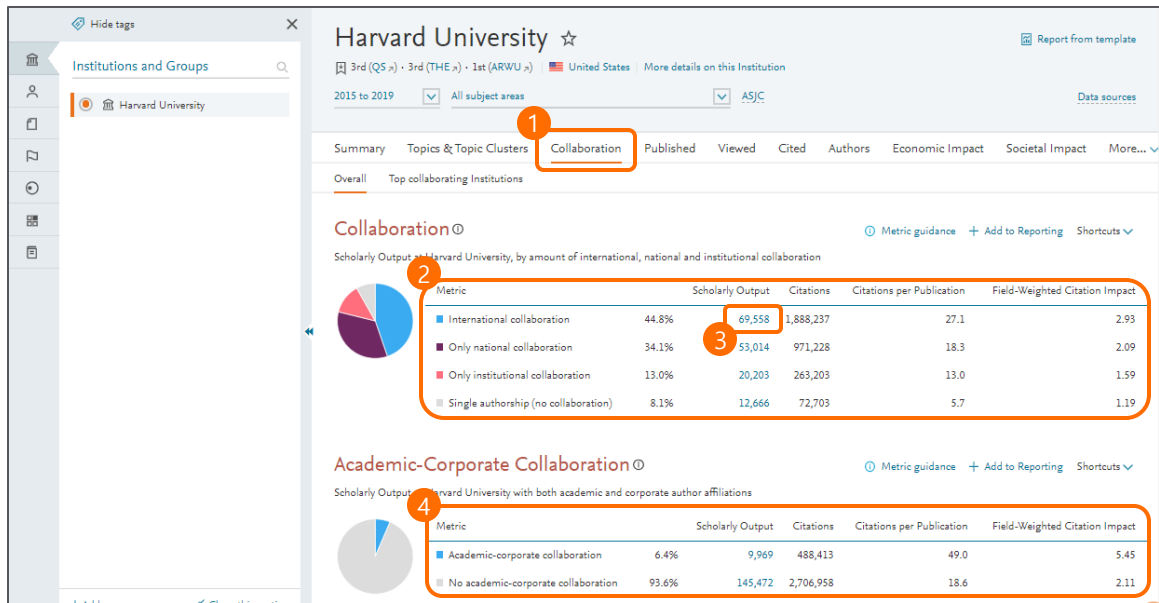 Hide tags
Institutions and Groups
Harvard University
Harvard University
Report from template
3rd (QS ↗) · 3rd (THE ↗) · 1st (ARWU ↗) United States More details on this Institution
2015 to 2019 All subject areas ASJC Data sources
1
Summary Topics & Topic Clusters Collaboration Published Viewed Cited Authors Economic Impact Societal Impact More...
Overall Top collaborating Institutions
Collaboration
Metric guidance + Add to Reporting Shortcuts
Scholarly Output at Harvard University, by amount of international, national and institutional collaboration
2
Metric Scholarly Output Citations Citations per Publication Field-Weighted Citation Impact
International collaboration 44.8% 69,558 1,888,237 27.1 2.93
3
Only national collaboration 34.1% 53,014 971,228 18.3 2.09
Only institutional collaboration 13.0% 20,203 263,203 13.0 1.59
Single authorship (no collaboration) 8.1% 12,666 72,703 5.7 1.19
Academic-Corporate Collaboration
Metric guidance + Add to Reporting Shortcuts
Scholarly Output Harvard University with both academic and corporate author affiliations
4
Metric Scholarly Output Citations Citations per Publication Field-Weighted Citation Impact
Academic-corporate collaboration 6.4% 9,969 488,413 49.0 5.45
No academic-corporate collaboration 93.6% 145,472 2,706,958 18.6 2.11